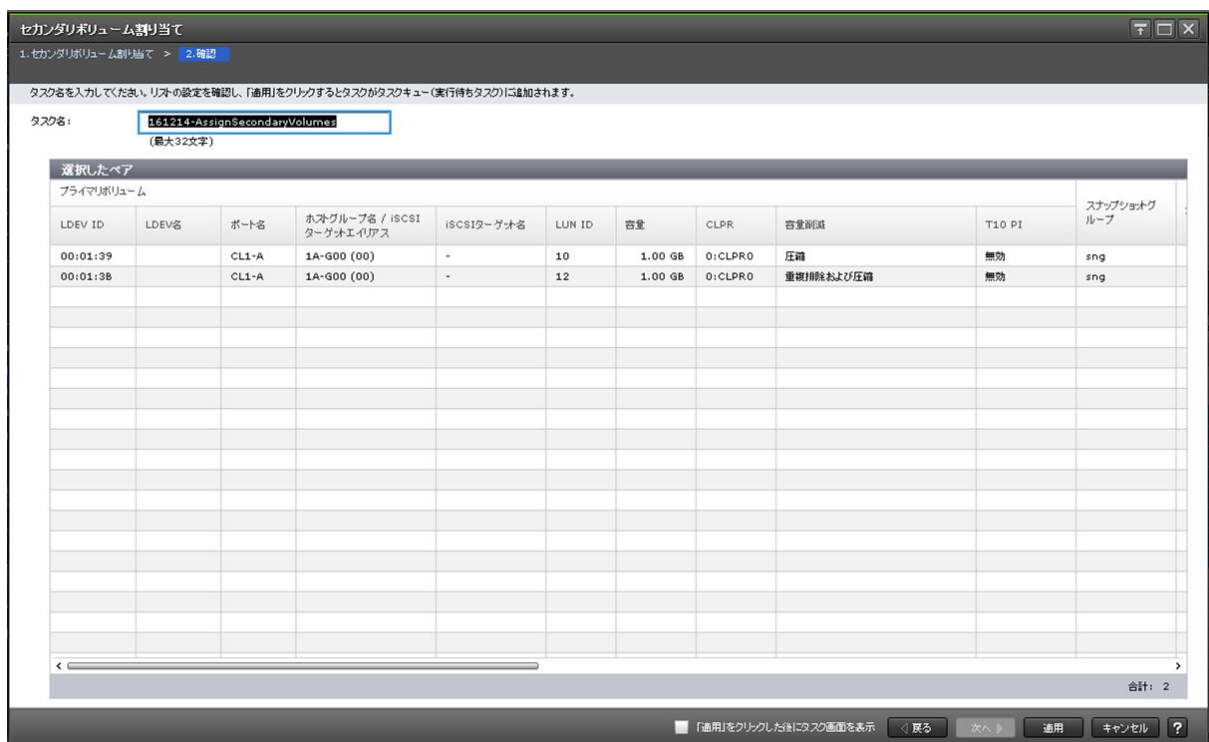 セカンダリボリューム割り当て
1.セカンダリボリューム割り当て > 2.確認
タスク名を入力してください。リストの設定を確認し、「適用」をクリックするとタスクがタスクキュー(実行待ちタスク)に追加されます。
タスク名: 161214-AssignSecondaryVolumes
(最大32文字)
選択したペア
プライマリボリューム
LDEV ID LDEV名 ポート名 ホストグループ名 / iSCSIターゲットエイリアス iSCSIターゲット名 LUN ID 容量 CLPR 容量削減 T10 PI スナップショットグループ
00:01:39 CL1-A 1A-G00 (00) - 10 1.00 GB 0:CLPR0 圧縮 無効 sng
00:01:3B CL1-A 1A-G00 (00) - 12 1.00 GB 0:CLPR0 重複排除および圧縮 無効 sng
合計: 2
「適用」をクリックした後にタスク画面を表示 戻る 次へ 適用 キャンセル ?